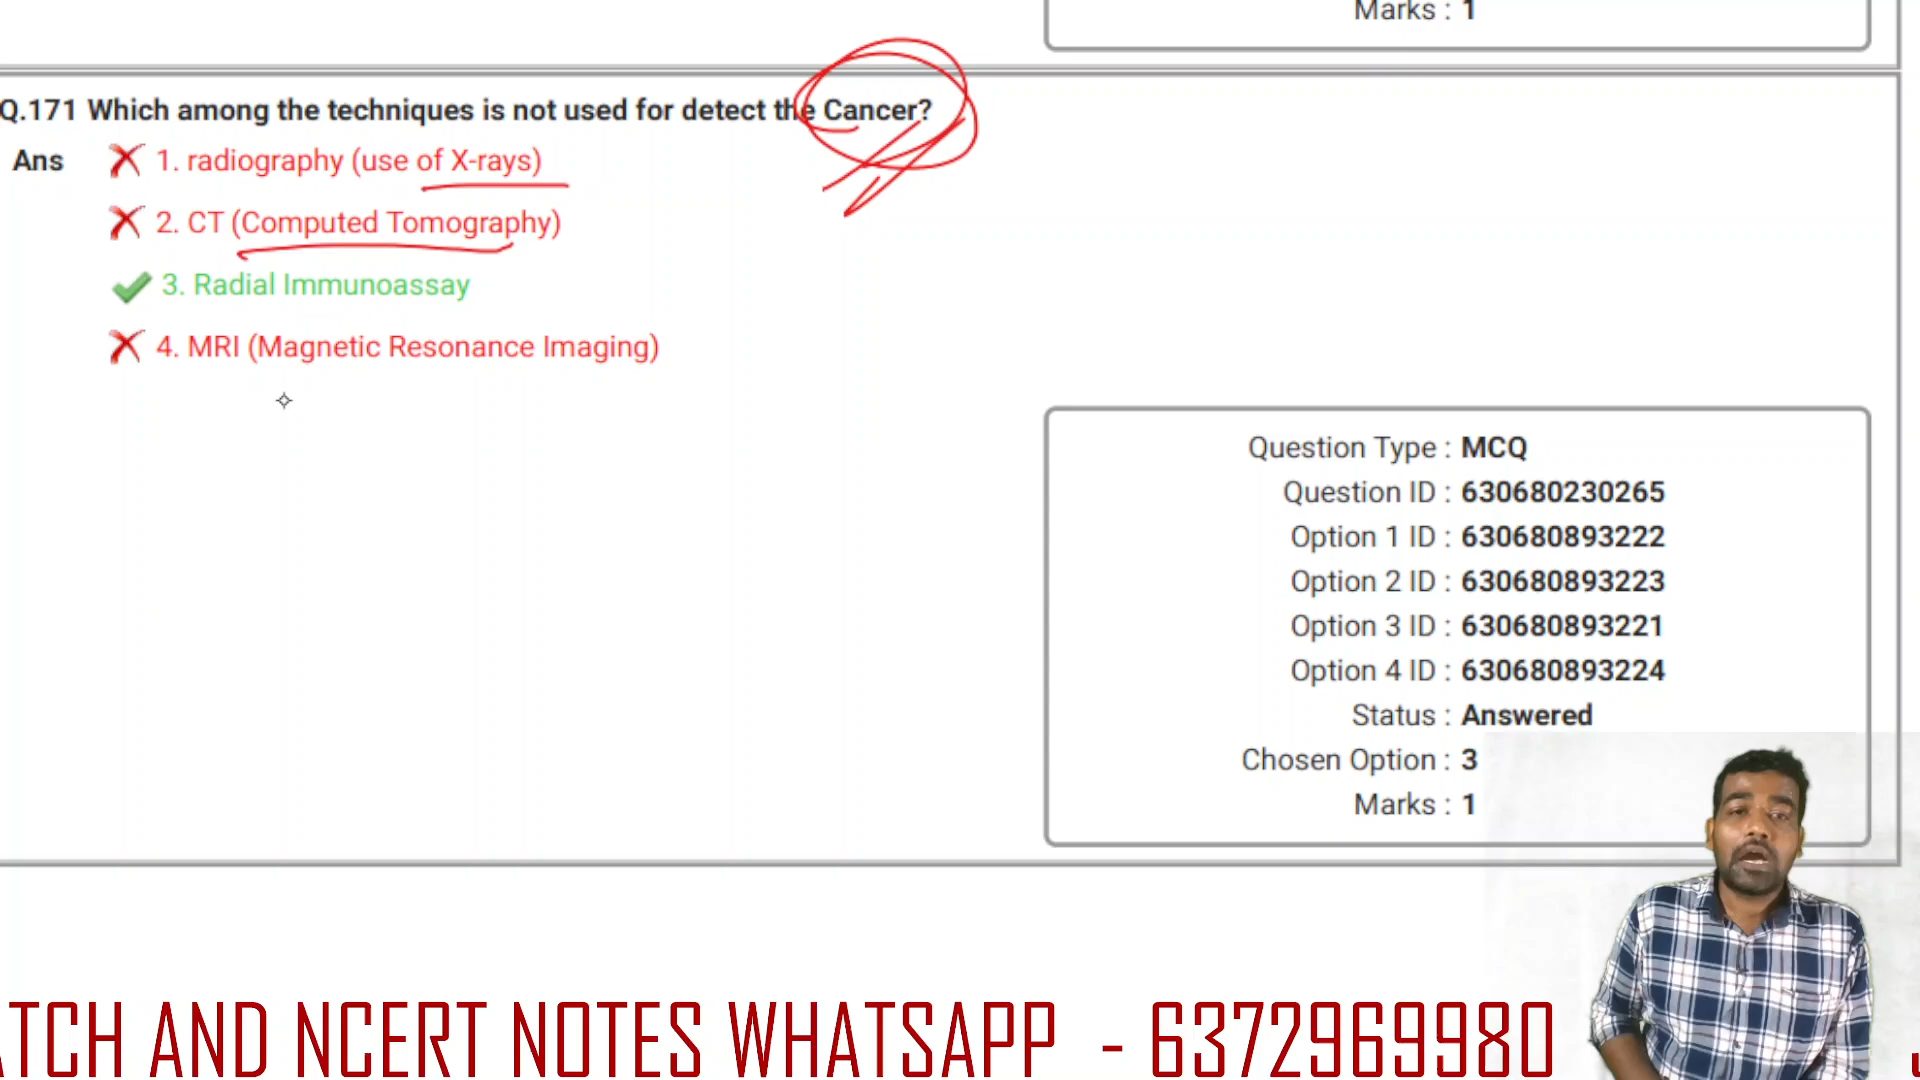 Marks : 1
Q.171 Which among the techniques is not used for detect the Cancer?
Ans
1. radiography (use of X-rays)
2. CT (Computed Tomography)
3. Radial Immunoassay
4. MRI (Magnetic Resonance Imaging)
Question Type : MCQ
Question ID : 630680230265
Option 1 ID : 630680893222
Option 2 ID : 630680893223
Option 3 ID : 630680893221
Option 4 ID : 630680893224
Status : Answered
Chosen Option : 3
Marks : 1
ATCH AND NCERT NOTES WHATSAPP - 6372969980